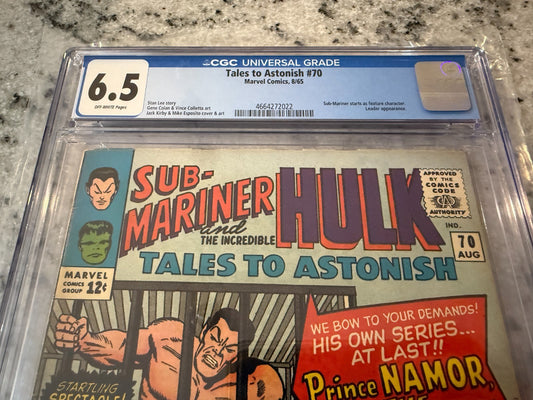 CGC UNIVERSAL GRADE
6.5
OFF-WHITE Pages
Tales to Astonish #70
Marvel Comics, 8/65
Stan Lee story
Gene Colan & Vince Colletta art
Jack Kirby & Mike Esposito cover & art
4664272022
Sub-Mariner starts as feature character
Leader appearance
SUB-
MARINER
and
THE INCREDIBLE
HULK
TALES TO ASTONISH
APPROVED
BY THE
COMICS
CODE
AUTHORITY
IND.
70
AUG
MARVEL
COMICS
GROUP
12¢
WE BOW TO YOUR DEMANDS!
HIS OWN SERIES...
AT LAST!!
Prince NAMOR,
STARTLING
SPECTACLE!